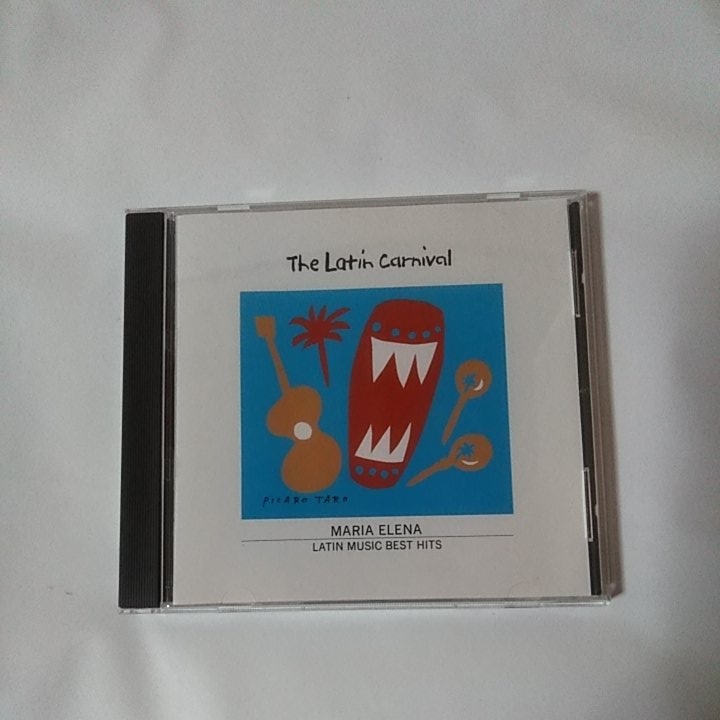 The Latin Carnival
PICARO TARO
MARIA ELENA
LATIN MUSIC BEST HITS